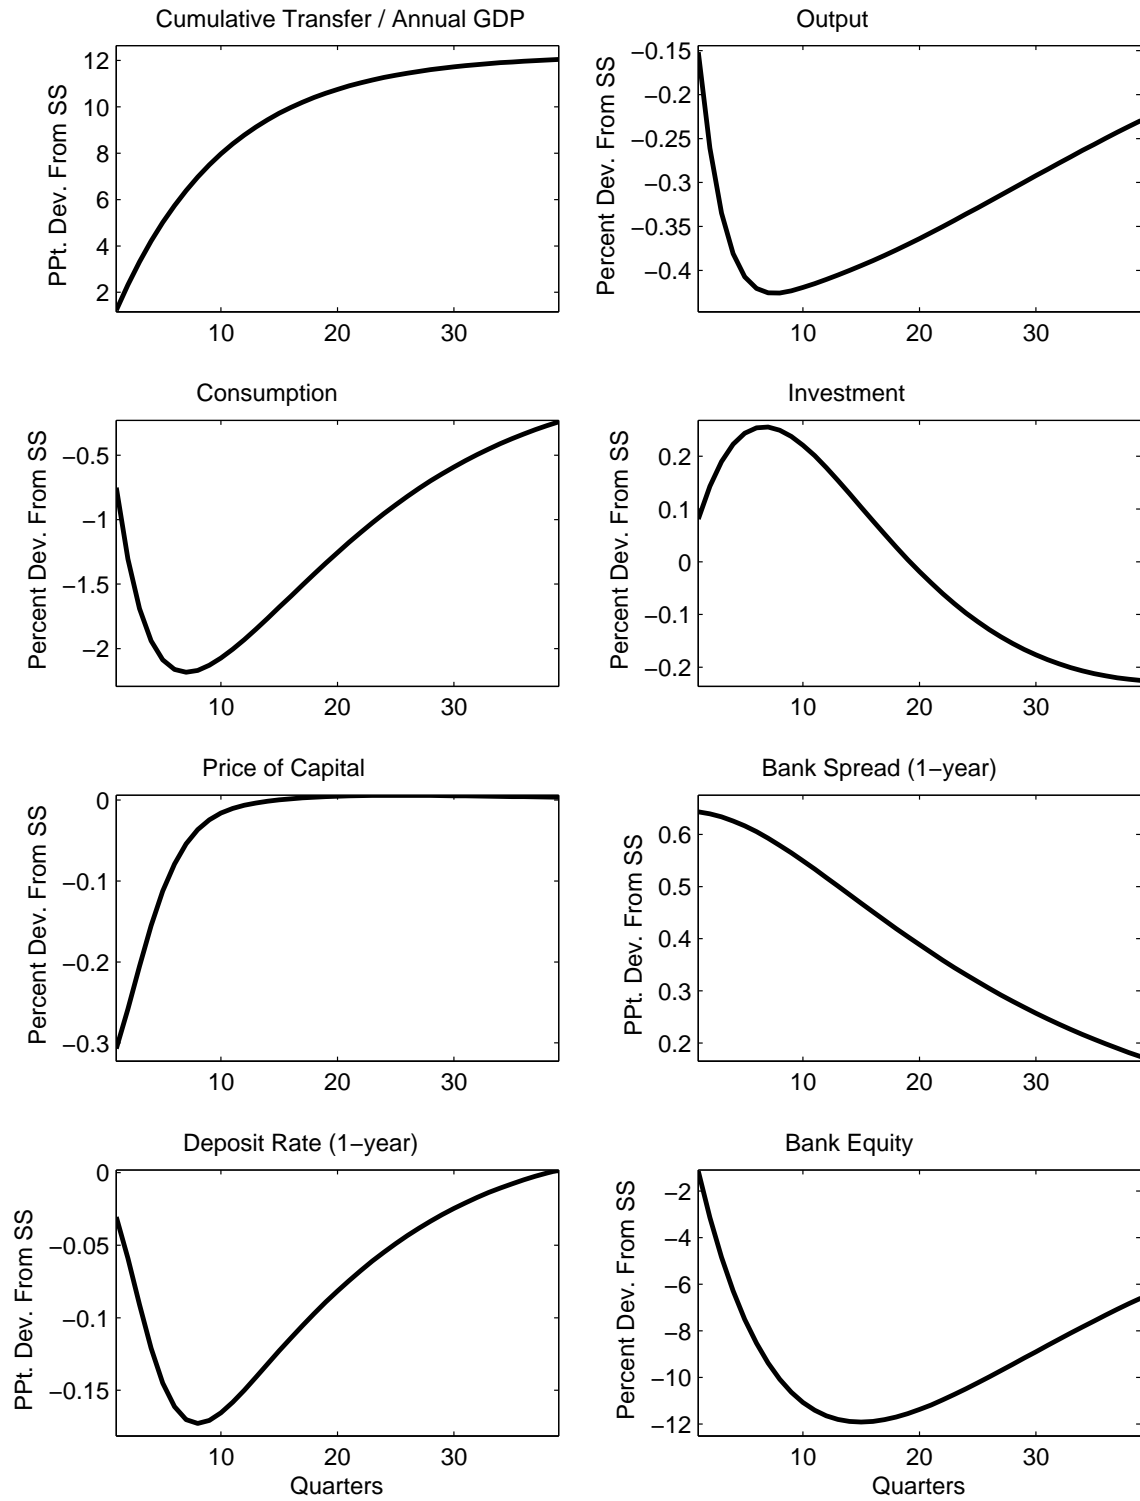 Cumulative Transfer / Annual GDP
PPt. Dev. From SS
12
10
8
6
4
2
10 20 30
Output
Percent Dev. From SS
−0.15
−0.2
−0.25
−0.3
−0.35
−0.4
10 20 30
Consumption
Percent Dev. From SS
−0.5
−1
−1.5
−2
10 20 30
Investment
Percent Dev. From SS
0.2
0.1
0
−0.1
−0.2
10 20 30
Price of Capital
Percent Dev. From SS
0
−0.1
−0.2
−0.3
10 20 30
Bank Spread (1−year)
PPt. Dev. From SS
0.6
0.5
0.4
0.3
0.2
10 20 30
Deposit Rate (1−year)
PPt. Dev. From SS
0
−0.05
−0.1
−0.15
10 20 30
Quarters
Bank Equity
Percent Dev. From SS
−2
−4
−6
−8
−10
−12
10 20 30
Quarters